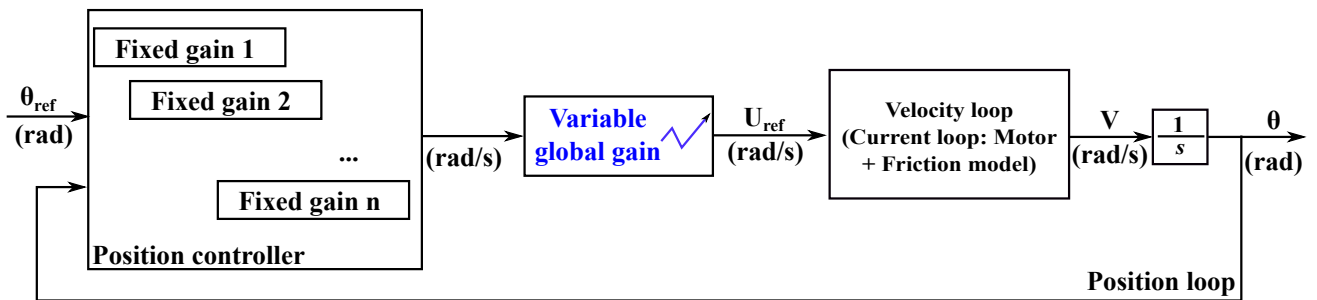 Fixed gain 1
θref
(rad)
Fixed gain 2
...
Fixed gain n
Position controller
(rad/s)
Variable
global gain
Uref
(rad/s)
Velocity loop
(Current loop: Motor
+ Friction model)
V
(rad/s)
1
s
θ
(rad)
Position loop